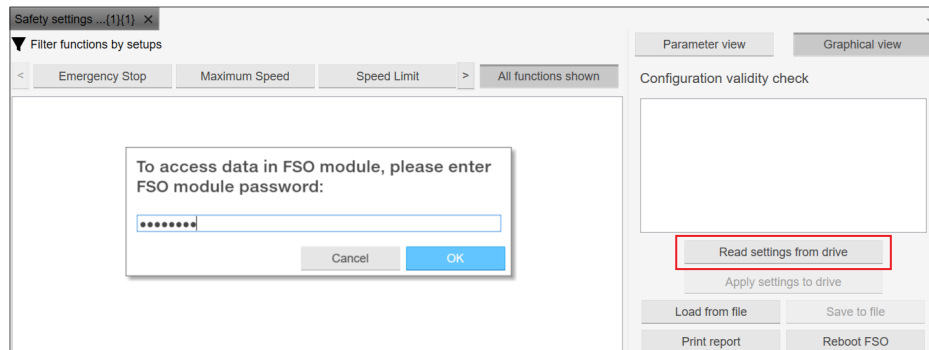 Safety settings ...{1}{1} ×
Filter functions by setups
< Emergency Stop Maximum Speed Speed Limit > All functions shown
To access data in FSO module, please enter
FSO module password:
••••••••
Cancel OK
Parameter view Graphical view
Configuration validity check
Read settings from drive
Apply settings to drive
Load from file Save to file
Print report Reboot FSO